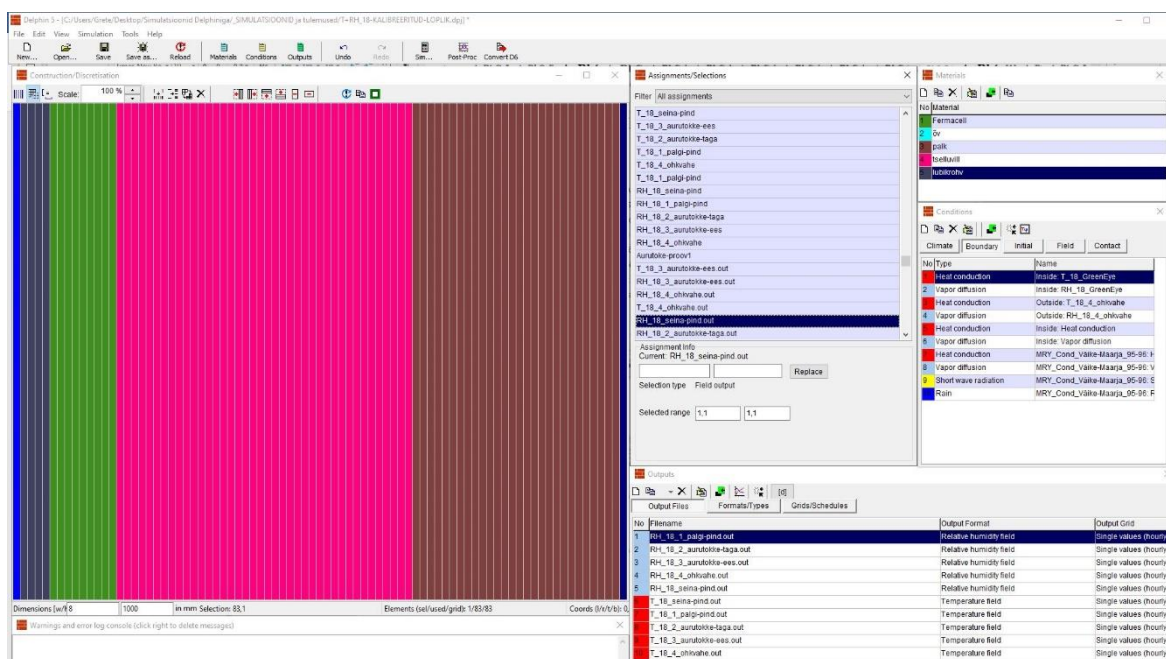 Delphin 5 - [C:/Users/Grete/Desktop/Simulatsioonid Delphiniga/_SIMULATSIOONID ja tulemused/T+RH_18-KALIBREERITUD-LOPLIK.dpj] *
File Edit View Simulation Tools Help
New... Open... Save Save as... Reload Materials Conditions Outputs Undo Redo Sim... Post-Proc Convert D6
Construction/Discretisation
Scale: 100 %
Dimensions [w/h 8 1000 in mm Selection: 83,1 Elements (sel/used/grid): 1/83/83 Coords (l/r/t/b): 0,
Warnings and error log console (click right to delete messages)
Assignments/Selections
Filter All assignments
T_18_seina-pind
T_18_3_aurutokke-ees
T_18_2_aurutokke-taga
T_18_1_palgi-pind
T_18_4_ohkvahe
T_18_1_palgi-pind
RH_18_seina-pind
RH_18_1_palgi-pind
RH_18_2_aurutokke-taga
RH_18_3_aurutokke-ees
RH_18_4_ohkvahe
Aurutoke-proov1
T_18_3_aurutokke-ees.out
RH_18_3_aurutokke-ees.out
RH_18_4_ohkvahe.out
T_18_4_ohkvahe.out
RH_18_seina-pind.out
RH_18_2_aurutokke-taga.out
Assignment Info
Current: RH_18_seina-pind.out
Replace
Selection type Field output
Selected range 1,1 1,1
Materials
No Material
1 Fermacell
2 õv
3 palk
4 tselluvill
5 lubikrohv
Conditions
Climate Boundary Initial Field Contact
No Type Name
Heat conduction Inside: T_18_GreenEye
2 Vapor diffusion Inside: RH_18_GreenEye
Heat conduction Outside: T_18_4_ohkvahe
4 Vapor diffusion Outside: RH_18_4_ohkvahe
Heat conduction Inside: Heat conduction
6 Vapor diffusion Inside: Vapor diffusion
Heat conduction MRY_Cond_Väike-Maarja_95-96: H
8 Vapor diffusion MRY_Cond_Väike-Maarja_95-96: V
9 Short wave radiation MRY_Cond_Väike-Maarja_95-96: S
Rain MRY_Cond_Väike-Maarja_95-96: R
Outputs
[d]
Output Files Formats/Types Grids/Schedules
No Filename Output Format Output Grid
1 RH_18_1_palgi-pind.out Relative humidity field Single values (hourly
2 RH_18_2_aurutokke-taga.out Relative humidity field Single values (hourly
3 RH_18_3_aurutokke-ees.out Relative humidity field Single values (hourly
4 RH_18_4_ohkvahe.out Relative humidity field Single values (hourly
5 RH_18_seina-pind.out Relative humidity field Single values (hourly
T_18_seina-pind.out Temperature field Single values (hourly
T_18_1_palgi-pind.out Temperature field Single values (hourly
T_18_2_aurutokke-taga.out Temperature field Single values (hourly
T_18_3_aurutokke-ees.out Temperature field Single values (hourly
T_18_4_ohkvahe.out Temperature field Single values (hourly